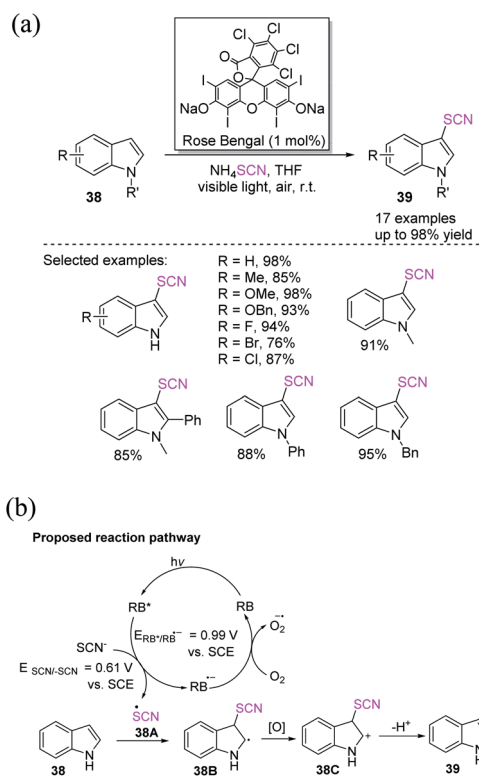 (a)
Cl
Cl
Cl
Cl
O
O
I
I
NaO
O
ONa
I
I
Rose Bengal (1 mol%)
NH4SCN, THF
visible light, air, r.t.
R
N
R'
38
SCN
R
N
R'
39
17 examples
up to 98% yield
Selected examples:
SCN
R
N
H
R = H, 98%
R = Me, 85%
R = OMe, 98%
R = OBn, 93%
R = F, 94%
R = Br, 76%
R = Cl, 87%
SCN
N
91%
SCN
Ph
N
85%
SCN
N
Ph
88%
SCN
N
Bn
95%
(b)
Proposed reaction pathway
hν
RB*
RB
SCN-
E RB*/RB•− = 0.99 V
vs. SCE
O2 −•
E SCN/-SCN = 0.61 V
vs. SCE
RB•−
O2
•SCN
38A
N
H
38
SCN
•
N
H
38B
[O]
SCN
+
N
H
38C
-H+
N
H
39